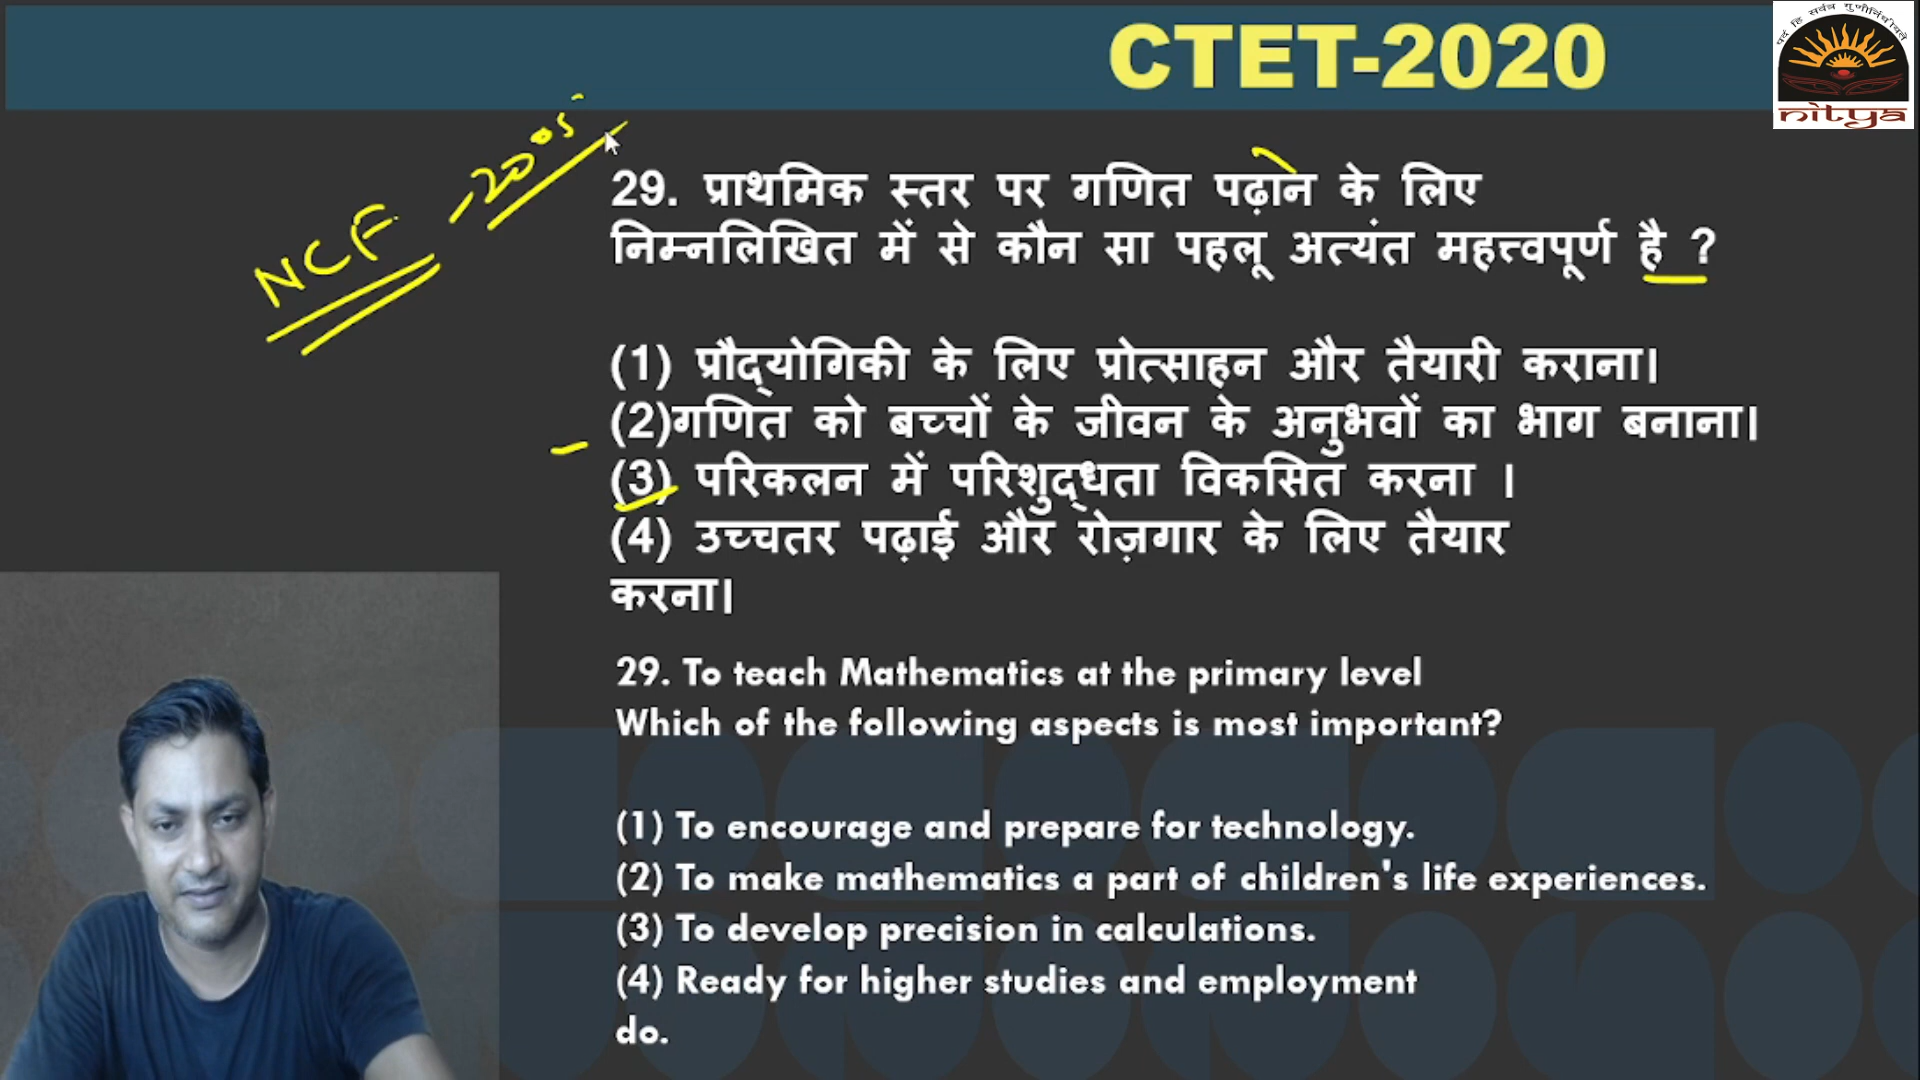 CTET-2020
nitya
NCF - 2005
29. प्राथमिक स्तर पर गणित पढ़ान के लिए
निम्नलिखित में से कौन सा पहलू अत्यंत महत्त्वपूर्ण है ?
(1) प्रौद्योगिकी के लिए प्रोत्साहन और तैयारी कराना।
(2)गणित को बच्चों के जीवन के अनुभवों का भाग बनाना।
(3) परिकलन में परिशुद्धता विकसित करना ।
(4) उच्चतर पढ़ाई और रोज़गार के लिए तैयार
करना।
29. To teach Mathematics at the primary level
Which of the following aspects is most important?
(1) To encourage and prepare for technology.
(2) To make mathematics a part of children's life experiences.
(3) To develop precision in calculations.
(4) Ready for higher studies and employment
do.